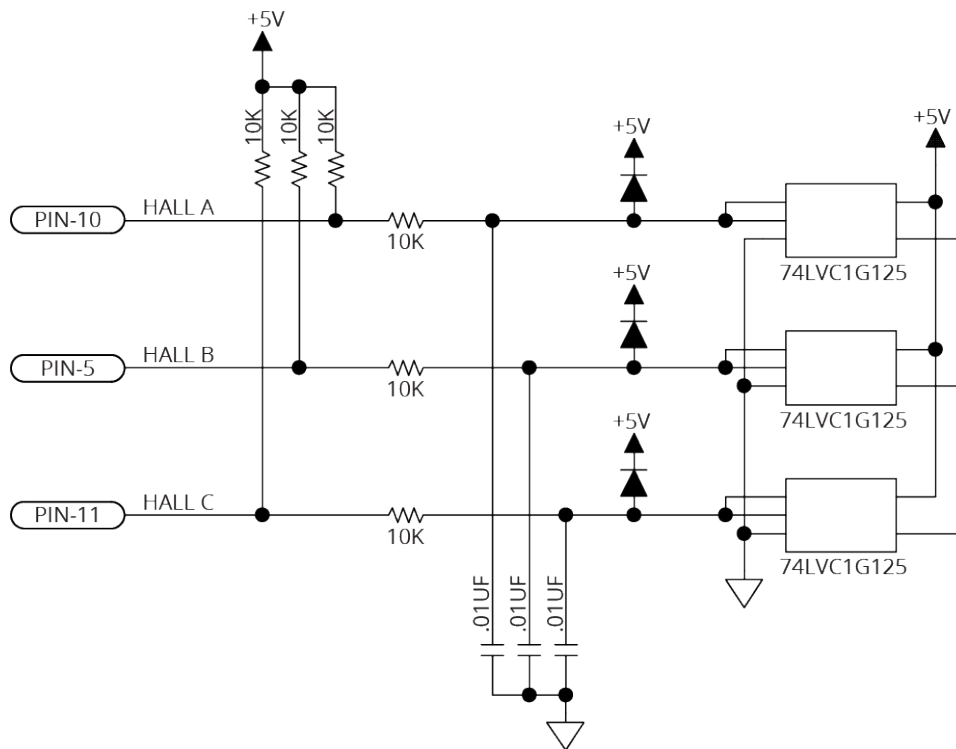 +5V
10K
10K
10K
+5V
+5V
PIN-10
HALL A
10K
74LVC1G125
+5V
PIN-5
HALL B
10K
74LVC1G125
+5V
PIN-11
HALL C
10K
74LVC1G125
.01UF
.01UF
.01UF